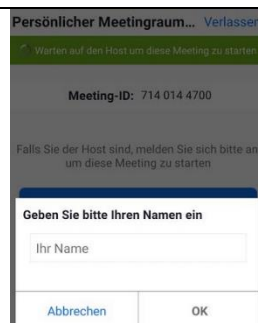 Persönlicher Meetingraum... Verlassen
Warten auf den Host um diese Meeting zu starten
Meeting-ID: 714 014 4700
Falls Sie der Host sind, melden Sie sich bitte an
um diese Meeting zu starten
Geben Sie bitte Ihren Namen ein
Ihr Name
Abbrechen OK